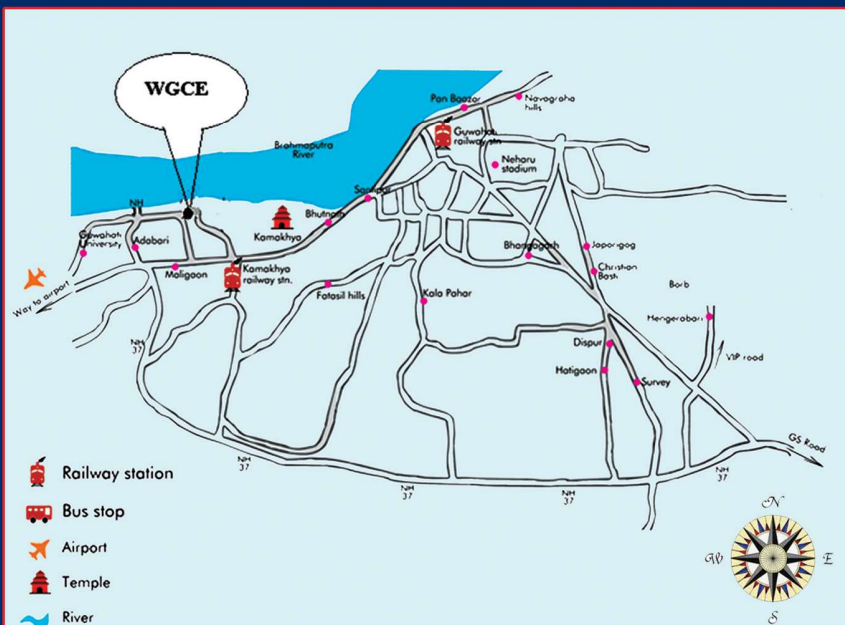 WGCE
Pan Baazar
Navagraha
hills
Guwahati
railway stn.
Brahmaputra
River
Neharu
stadium
Santipur
NH
Bhutnath
Guwahati
University
Adabari
Kamakhya
Bhangagarh
Japorigog
Maligaon
Kamakhya
railway stn.
Christian
Basti
Way to airport
Fatasil hills
Kala Pahar
Borb
Hengerabari
NH
37
Dispur
VIP road
Hatigaon
Survey
GS Road
NH
37
NH
37
NH
37
NH
37
Railway station
Bus stop
Airport
Temple
River
N
W
E
S